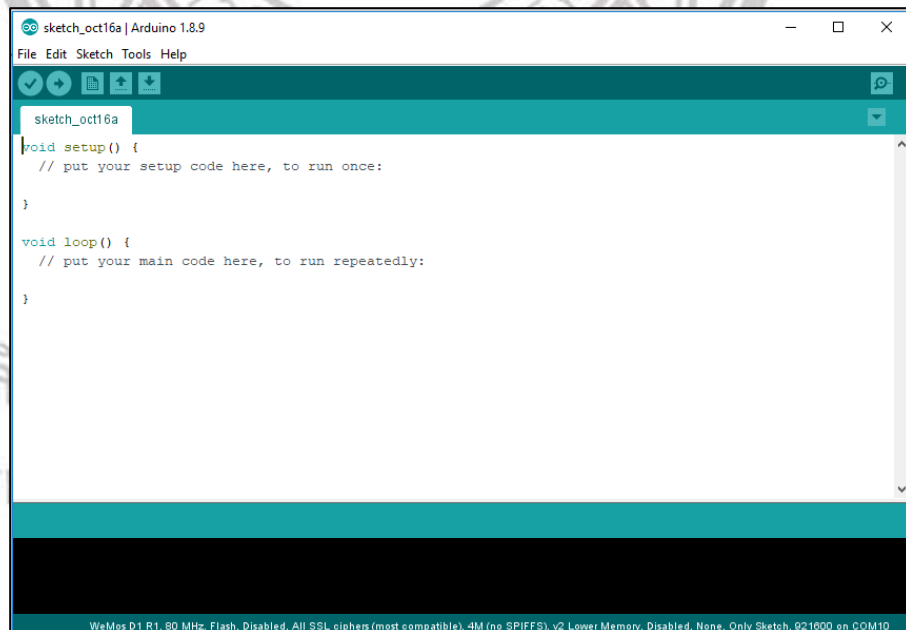 sketch_oct16a | Arduino 1.8.9
File Edit Sketch Tools Help
sketch_oct16a
void setup() {
// put your setup code here, to run once:
}
void loop() {
// put your main code here, to run repeatedly:
}
WeMos D1 R1, 80 MHz, Flash, Disabled, All SSL ciphers (most compatible), 4M (no SPIFFS), v2 Lower Memory, Disabled, None, Only Sketch, 921600 on COM10